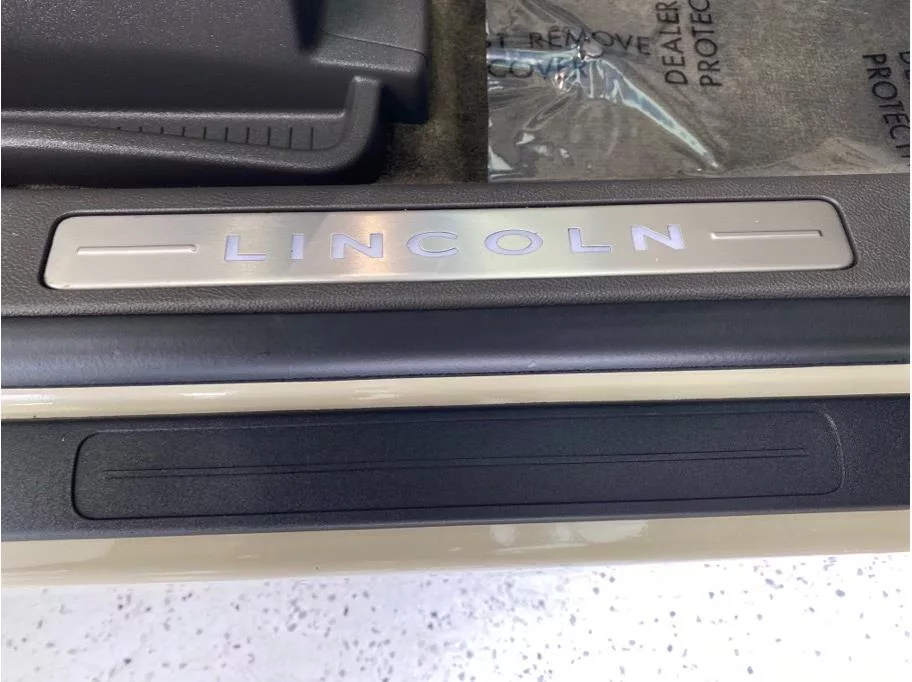 T REMOVE
COVER
DEALER
PROTEC
PROTECT
LINCOLN